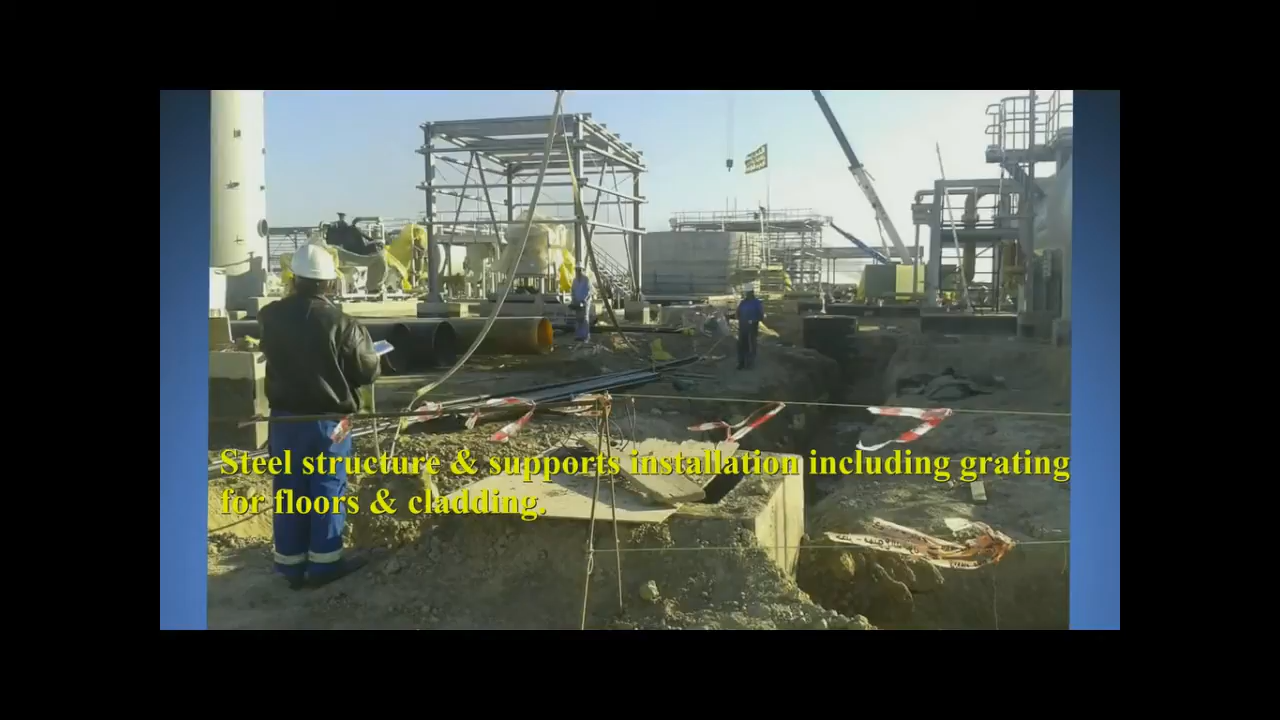 Steel structure & supports installation including grating
for floors & cladding.